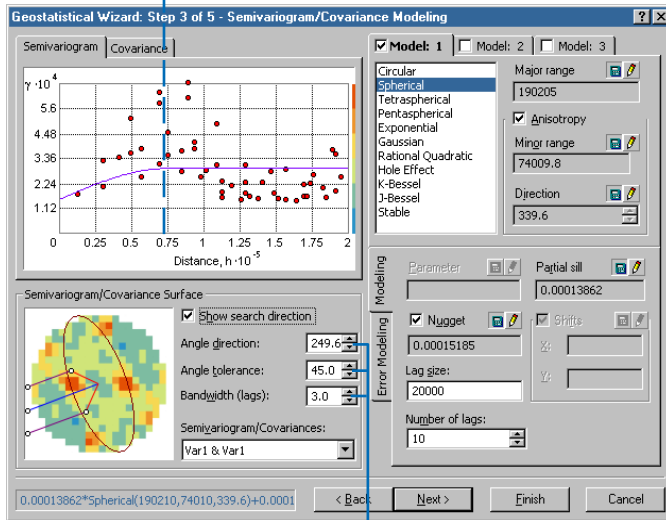 Geostatistical Wizard: Step 3 of 5 - Semivariogram/Covariance Modeling
Semivariogram
Covariance
γ·10⁴
5.6
4.48
3.36
2.24
1.12
0
0.25
0.5
0.75
1
1.25
1.5
1.75
2
Distance, h·10⁻⁵
Model: 1
Model: 2
Model: 3
Circular
Spherical
Tetraspherical
Pentaspherical
Exponential
Gaussian
Rational Quadratic
Hole Effect
K-Bessel
J-Bessel
Stable
Major range
190205
Anisotropy
Minor range
74009.8
Direction
339.6
Modeling
Error Modeling
Parameter
Partial sill
0.00013862
Nugget
0.00015185
Shifts
X:
Y:
Lag size:
20000
Number of lags:
10
Semivariogram/Covariance Surface
Show search direction
Angle direction:
249.6
Angle tolerance:
45.0
Bandwidth (lags):
3.0
Semivariogram/Covariances:
Var1 & Var1
0.00013862*Spherical(190210,74010,339.6)+0.0001
< Back
Next >
Finish
Cancel